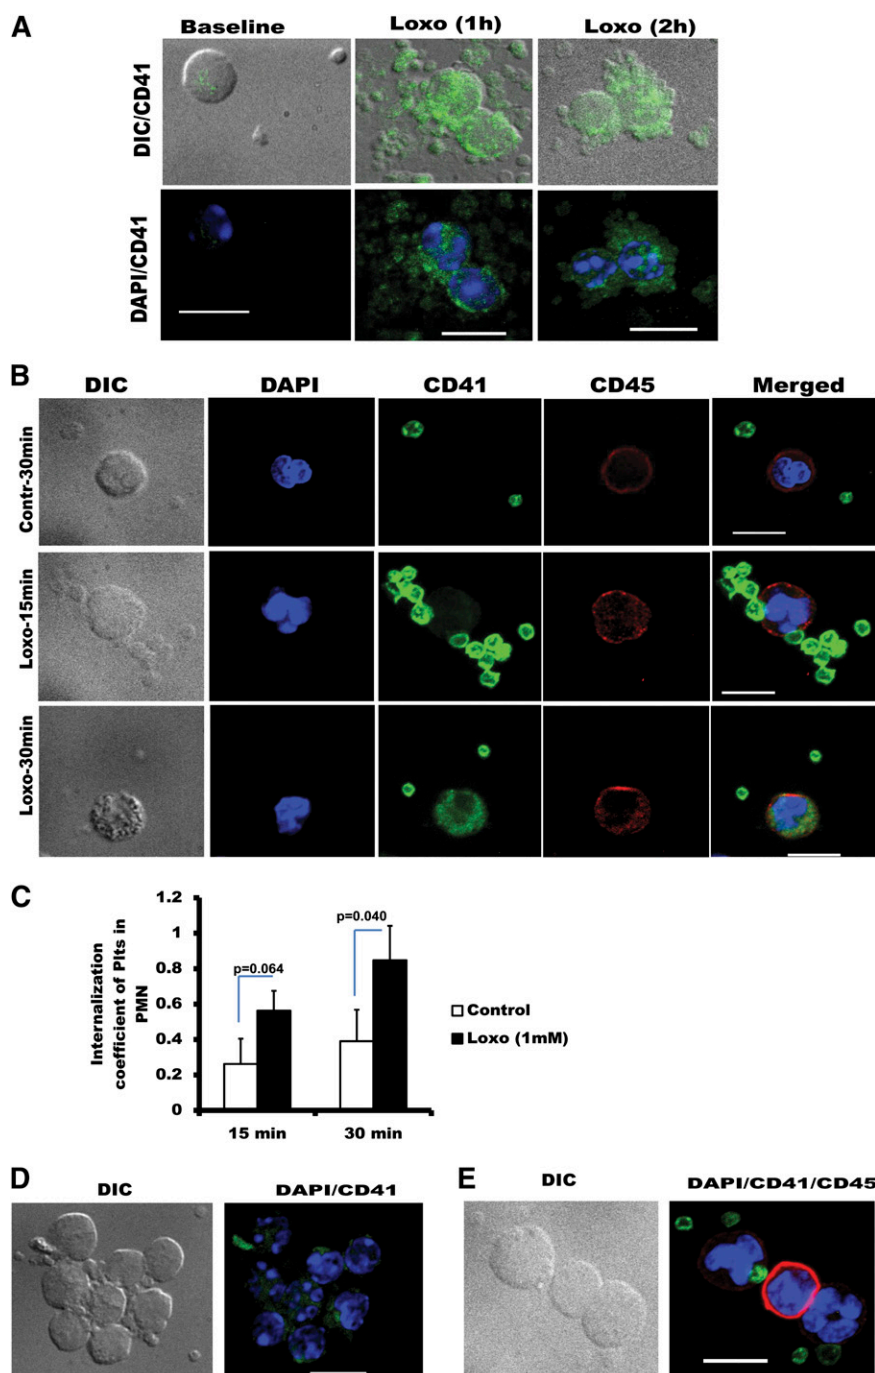 A
Baseline
Loxo (1h)
Loxo (2h)
DIC/CD41
DAPI/CD41
B
DIC
DAPI
CD41
CD45
Merged
Contr-30min
Loxo-15min
Loxo-30min
C
Internalization
coefficient of Plts in
PMN
1.2
1
0.8
0.6
0.4
0.2
0
p=0.064
p=0.040
15 min
30 min
Control
Loxo (1mM)
D
DIC
DAPI/CD41
E
DIC
DAPI/CD41/CD45